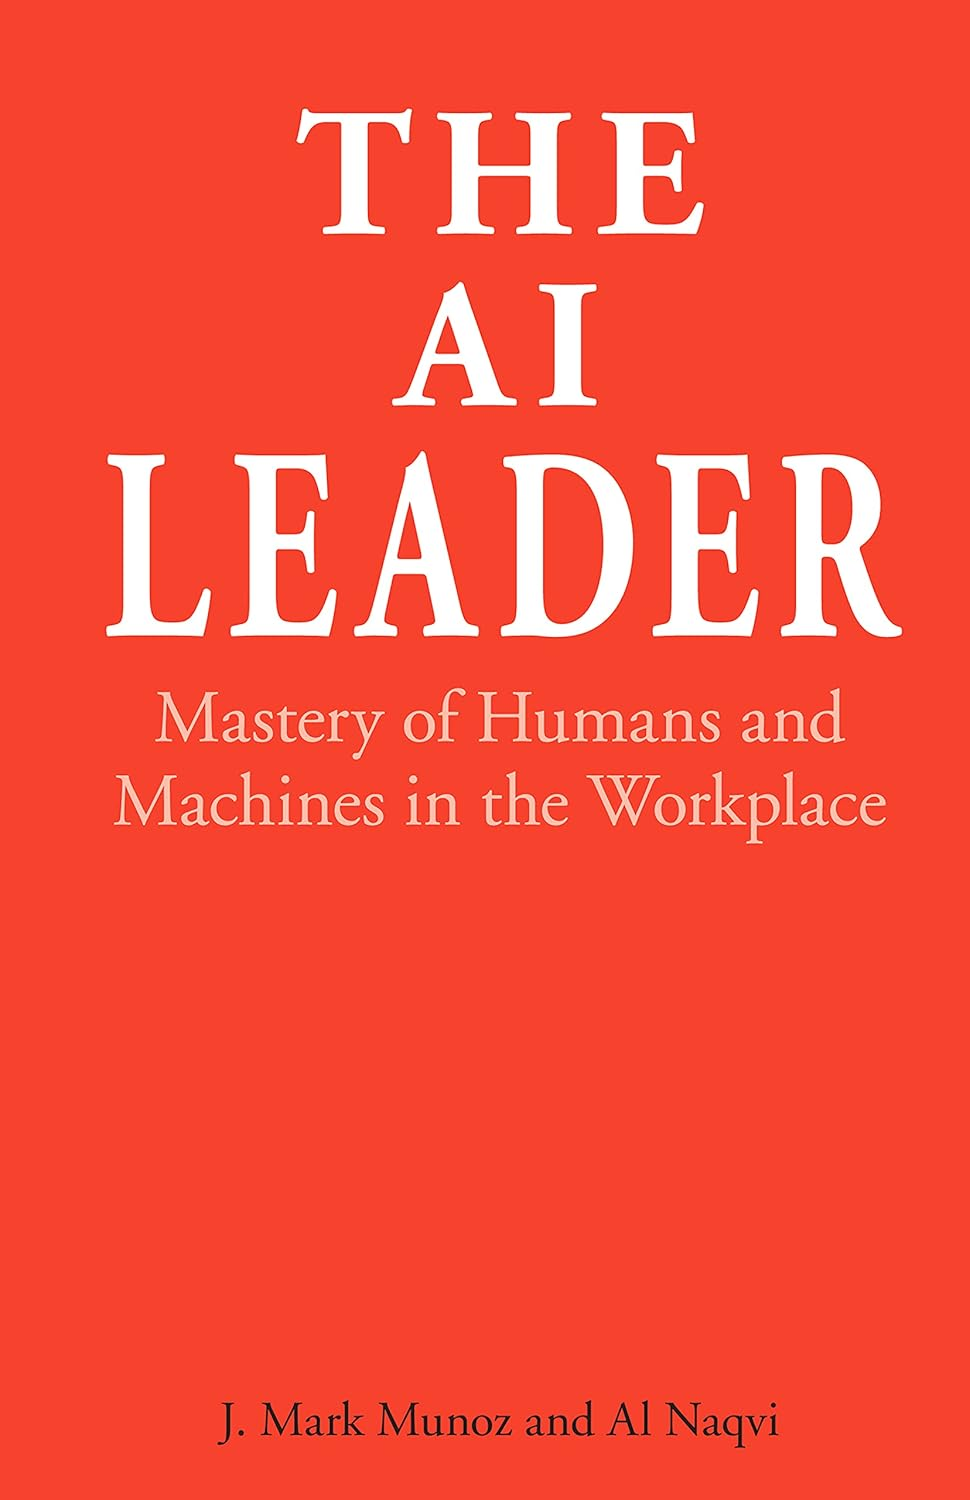 THE
AI
LEADER
Mastery of Humans and
Machines in the Workplace
J. Mark Munoz and Al Naqvi